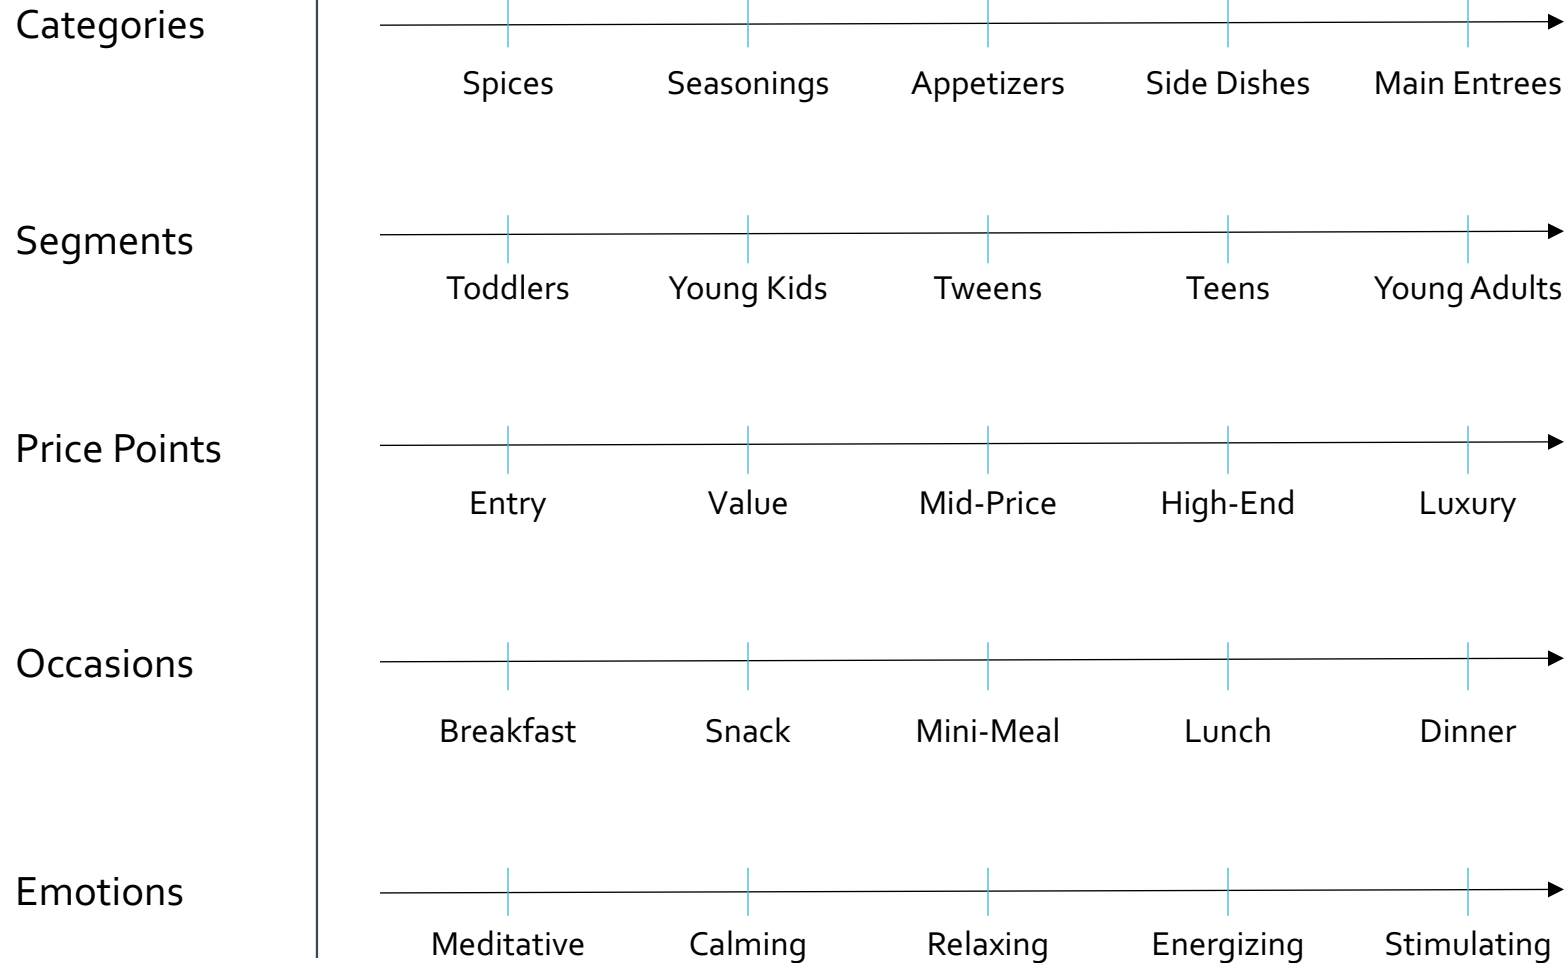 Categories
Spices Seasonings Appetizers Side Dishes Main Entrees
Segments
Toddlers Young Kids Tweens Teens Young Adults
Price Points
Entry Value Mid-Price High-End Luxury
Occasions
Breakfast Snack Mini-Meal Lunch Dinner
Emotions
Meditative Calming Relaxing Energizing Stimulating